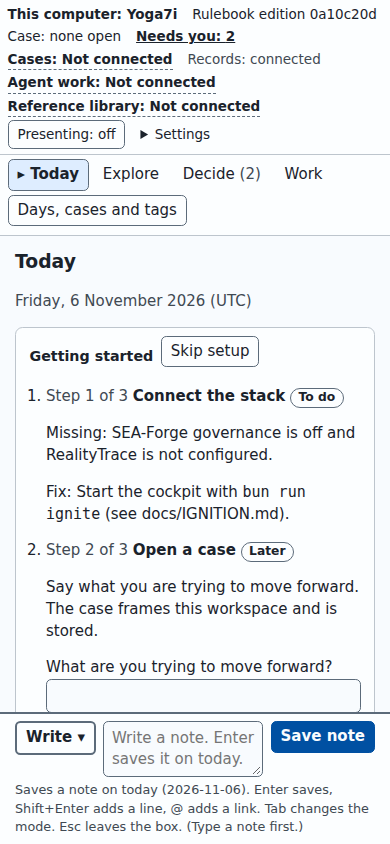 This computer: Yoga7i Rulebook edition 0a10c20d
Case: none open Needs you: 2
Cases: Not connected Records: connected
Agent work: Not connected
Reference library: Not connected
Presenting: off ▶ Settings
▸ Today Explore Decide (2) Work
Days, cases and tags
Today
Friday, 6 November 2026 (UTC)
Getting started Skip setup
1. Step 1 of 3 Connect the stack To do
Missing: SEA-Forge governance is off and
RealityTrace is not configured.
Fix: Start the cockpit with bun run
ignite (see docs/IGNITION.md).
2. Step 2 of 3 Open a case Later
Say what you are trying to move forward.
The case frames this workspace and is
stored.
What are you trying to move forward?
Write ▾ Write a note. Enter Save note
saves it on today.
Saves a note on today (2026-11-06). Enter saves,
Shift+Enter adds a line, @ adds a link. Tab changes the
mode. Esc leaves the box. (Type a note first.)